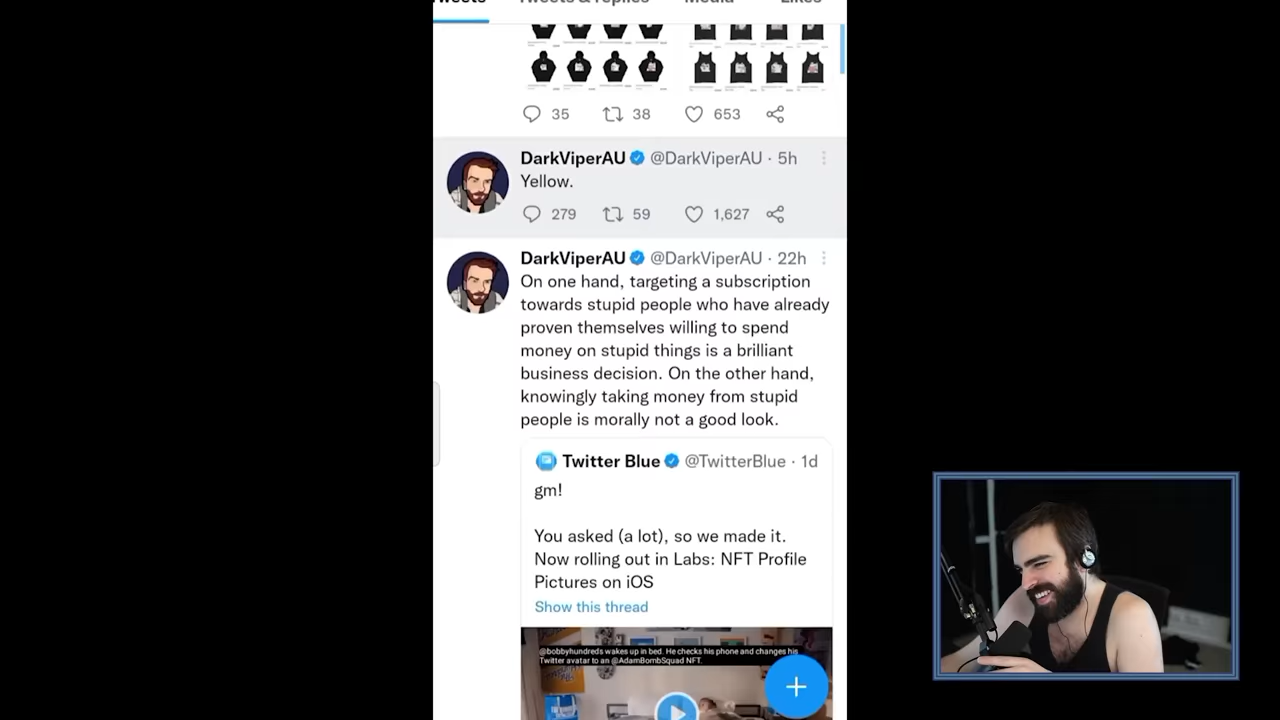 Tweets Tweets & replies Media Likes
35 38 653
DarkViperAU @DarkViperAU · 5h
Yellow.
279 59 1,627
DarkViperAU @DarkViperAU · 22h
On one hand, targeting a subscription
towards stupid people who have already
proven themselves willing to spend
money on stupid things is a brilliant
business decision. On the other hand,
knowingly taking money from stupid
people is morally not a good look.
Twitter Blue @TwitterBlue · 1d
gm!
You asked (a lot), so we made it.
Now rolling out in Labs: NFT Profile
Pictures on iOS
Show this thread
@bobbyhundreds wakes up in bed. He checks his phone and changes his
Twitter avatar to an @AdamBombSquad NFT.